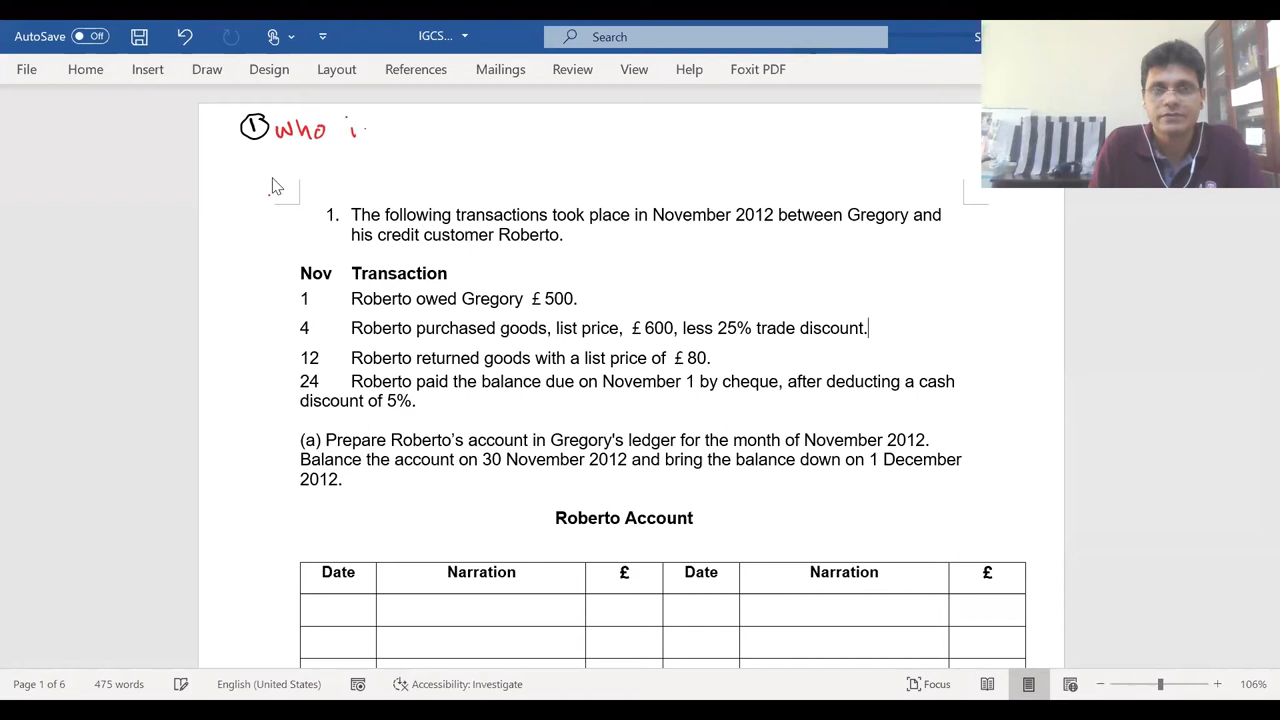 AutoSave Off IGCS... Search S
File Home Insert Draw Design Layout References Mailings Review View Help Foxit PDF
1 who i
1. The following transactions took place in November 2012 between Gregory and
his credit customer Roberto.
Nov Transaction
1 Roberto owed Gregory £ 500.
4 Roberto purchased goods, list price, £ 600, less 25% trade discount.
12 Roberto returned goods with a list price of £ 80.
24 Roberto paid the balance due on November 1 by cheque, after deducting a cash
discount of 5%.
(a) Prepare Roberto’s account in Gregory's ledger for the month of November 2012.
Balance the account on 30 November 2012 and bring the balance down on 1 December
2012.
Roberto Account
Date Narration £ Date Narration £
Page 1 of 6 475 words English (United States) Accessibility: Investigate Focus 106%